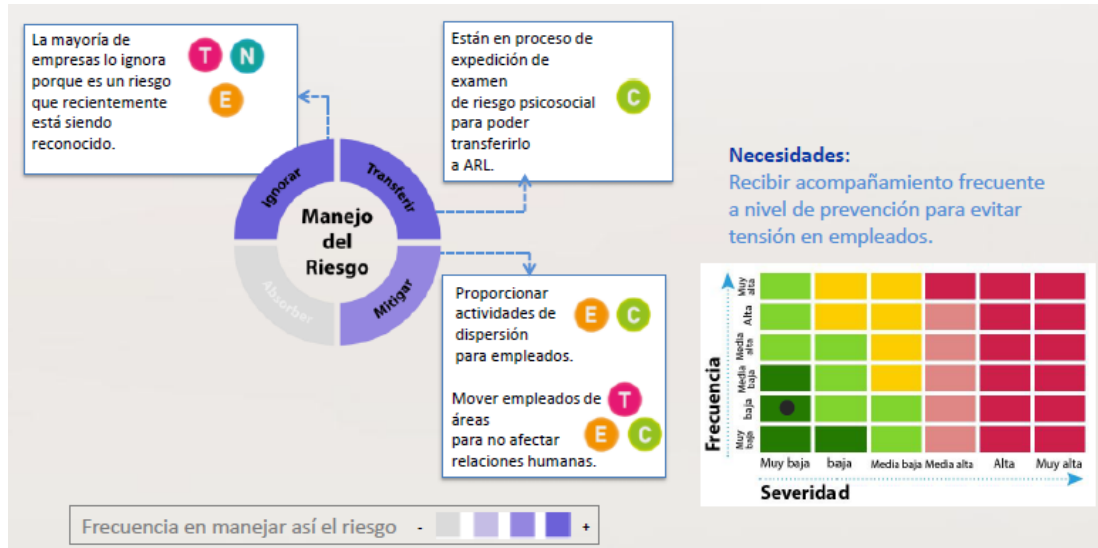 La mayoría de
empresas lo ignora
porque es un riesgo
que recientemente
está siendo
reconocido.
T N
E
Están en proceso de
expedición de
examen
de riesgo psicosocial
para poder
transferirlo
a ARL.
C
Ignorar
Transferir
Manejo
del
Riesgo
Absorber
Mitigar
Proporcionar
actividades de
dispersión
para empleados.
E C
Mover empleados de
áreas
para no afectar
relaciones humanas.
T
E C
Necesidades:
Recibir acompañamiento frecuente
a nivel de prevención para evitar
tensión en empleados.
Frecuencia
Muy
alta
Alta
Media
alta
Media
baja
baja
Muy
baja
Muy baja baja Media baja Media alta Alta Muy alta
Severidad
Frecuencia en manejar así el riesgo - +